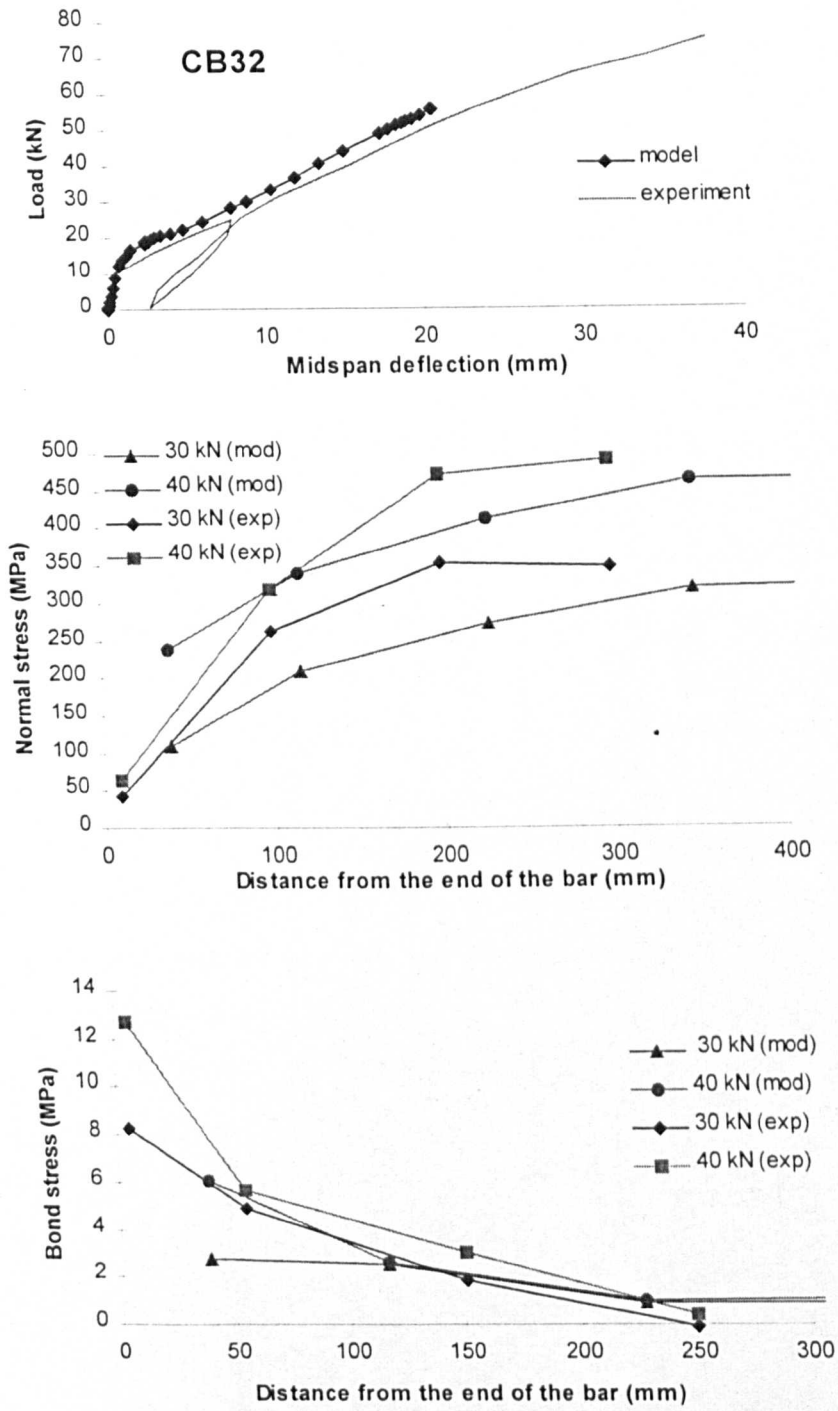 CB32
Load (kN)
80
70
60
50
40
30
20
10
0
model
experiment
0 10 20 30 40
Midspan deflection (mm)
Normal stress (MPa)
500
450
400
350
300
250
200
150
100
50
0
30 kN (mod)
40 kN (mod)
30 kN (exp)
40 kN (exp)
0 100 200 300 400
Distance from the end of the bar (mm)
Bond stress (MPa)
14
12
10
8
6
4
2
0
30 kN (mod)
40 kN (mod)
30 kN (exp)
40 kN (exp)
0 50 100 150 200 250 300
Distance from the end of the bar (mm)